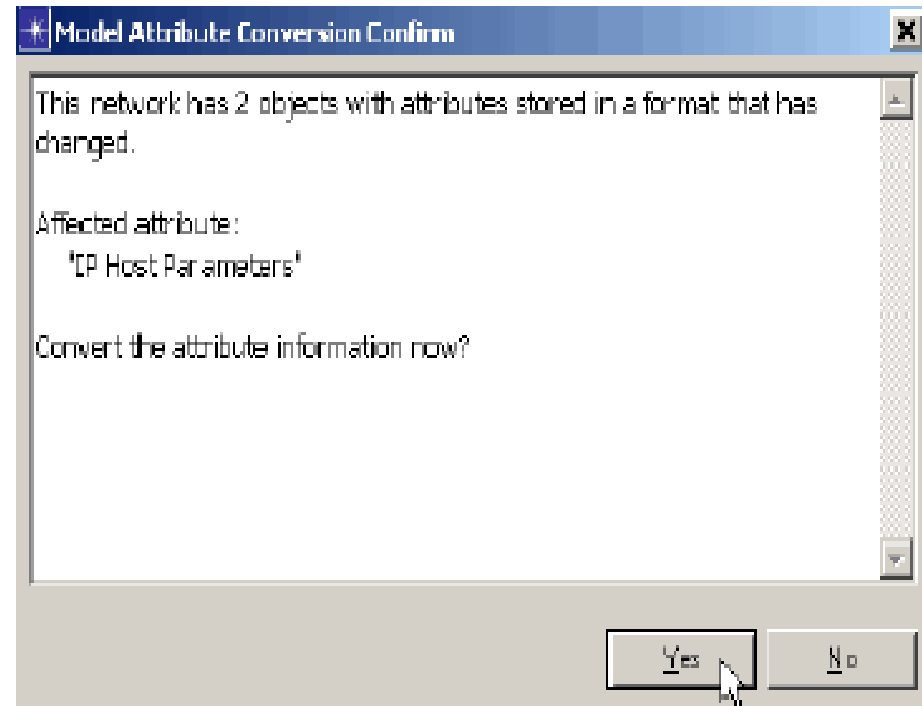 Model Attribute Conversion Confirm
This network has 2 objects with attributes stored in a format that has
changed.
Affected attribute:
"IP Host Parameters"
Convert the attribute information now?
Yes
No